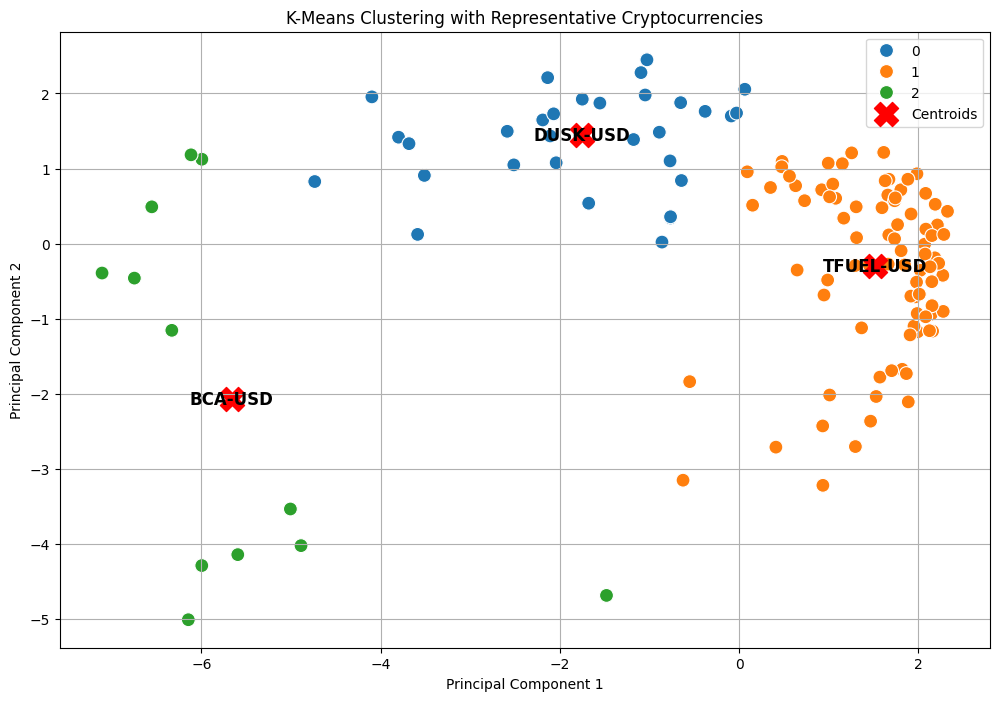 K-Means Clustering with Representative Cryptocurrencies
0
1
2
Centroids
DUSK-USD
TFUEL-USD
BCA-USD
Principal Component 2
2
1
0
−1
−2
−3
−4
−5
−6
−4
−2
0
2
Principal Component 1